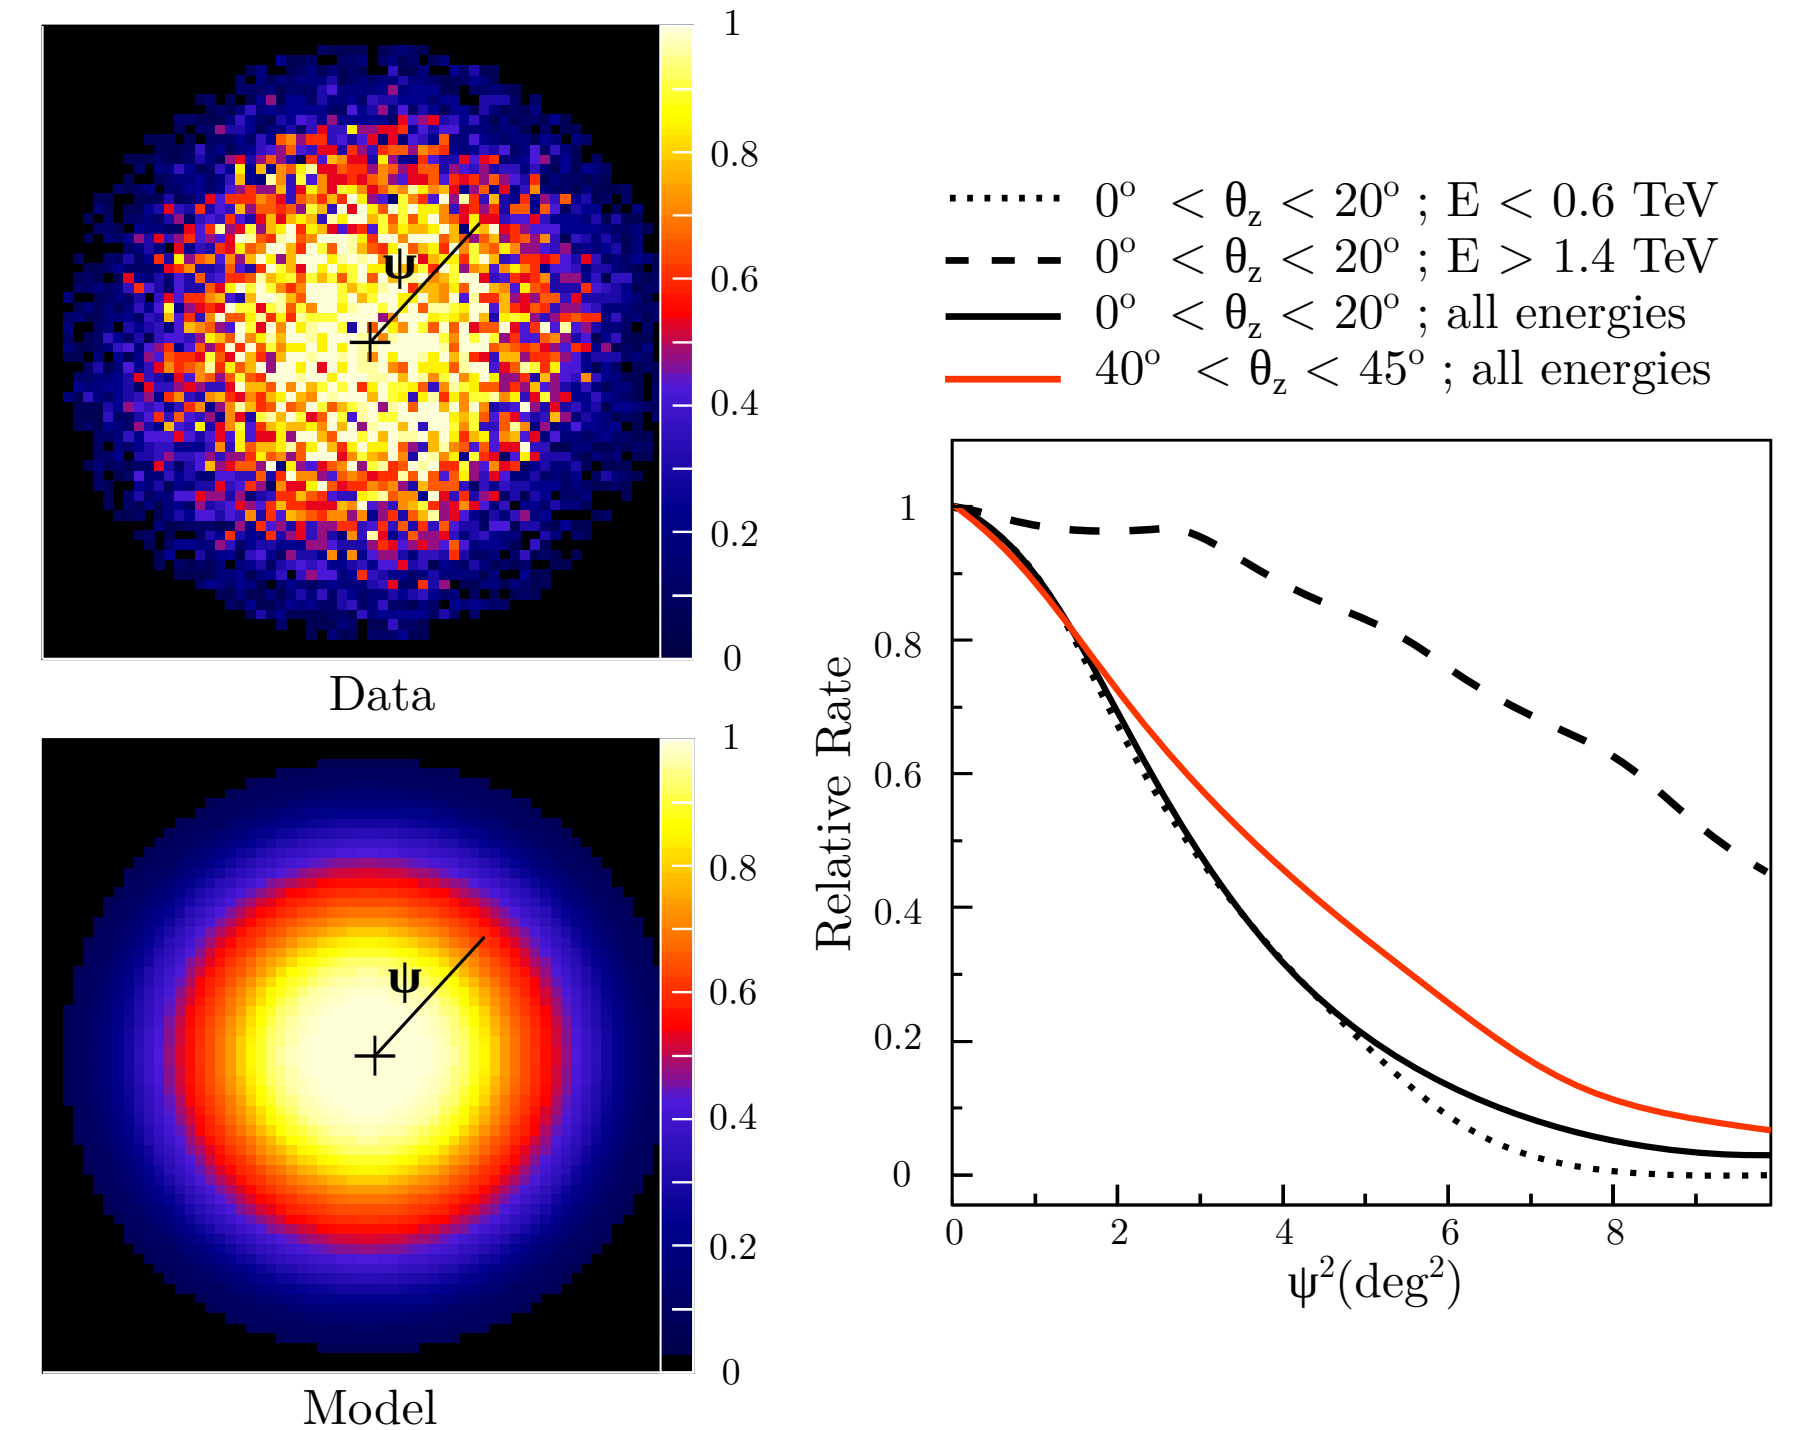 1
0.8
0.6
0.4
0.2
0
ψ
Data
1
0.8
0.6
0.4
0.2
0
ψ
Model
0° < θz < 20° ; E < 0.6 TeV
0° < θz < 20° ; E > 1.4 TeV
0° < θz < 20° ; all energies
40° < θz < 45° ; all energies
Relative Rate
1
0.8
0.6
0.4
0.2
0
0 2 4 6 8
ψ²(deg²)